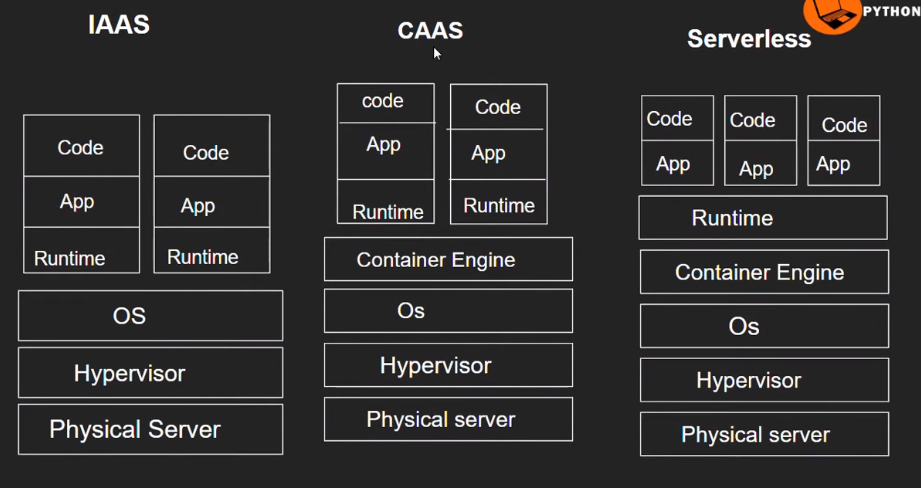 IAAS
Code
Code
App
App
Runtime
Runtime
OS
Hypervisor
Physical Server
CAAS
code
Code
App
App
Runtime
Runtime
Container Engine
Os
Hypervisor
Physical server
PYTHON
Serverless
Code
Code
Code
App
App
App
Runtime
Container Engine
Os
Hypervisor
Physical server